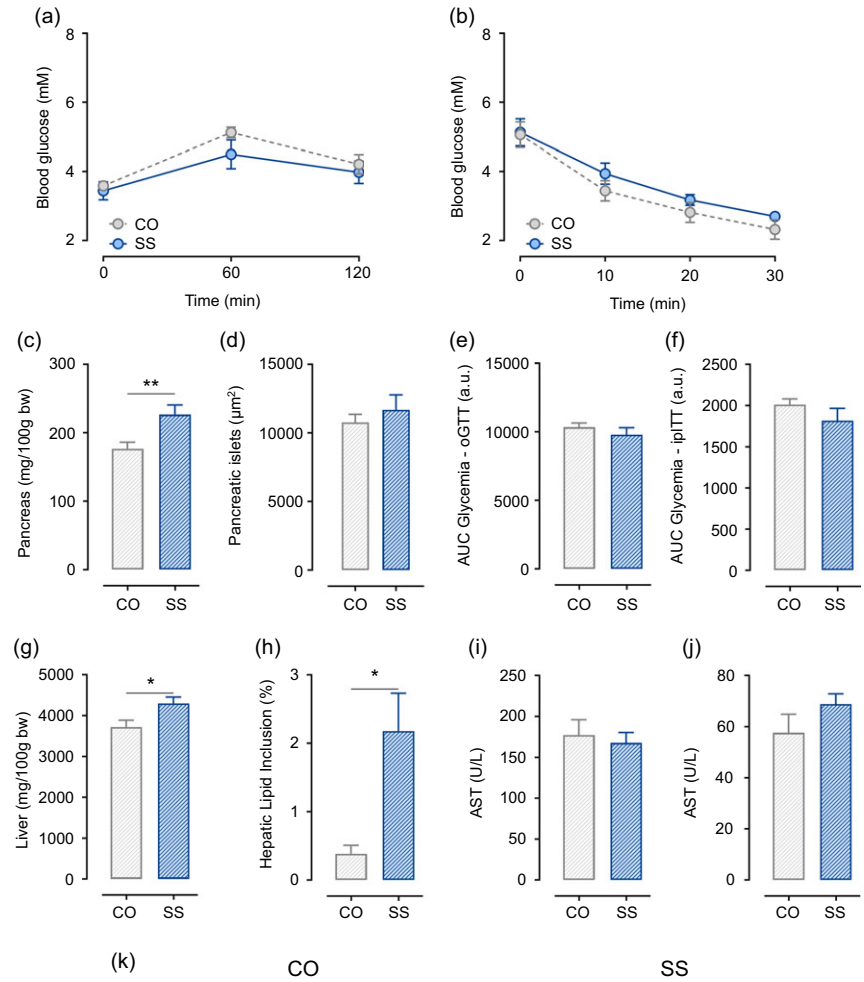 (a)
8
6
4
2
Blood glucose (mM)
CO
SS
0
60
120
Time (min)
(b)
8
6
4
2
Blood glucose (mM)
CO
SS
0
10
20
30
Time (min)
(c)
300
200
100
0
Pancreas (mg/100g bw)
**
CO
SS
(d)
15000
10000
5000
0
Pancreatic islets (µm²)
CO
SS
(e)
15000
10000
5000
0
AUC Glycemia - oGTT (a.u.)
CO
SS
(f)
2500
2000
1500
1000
500
0
AUC Glycemia - ipITT (a.u.)
CO
SS
(g)
5000
4000
3000
2000
1000
0
Liver (mg/100g bw)
*
CO
SS
(h)
3
2
1
0
Hepatic Lipid Inclusion (%)
*
CO
SS
(i)
250
200
150
100
50
0
AST (U/L)
CO
SS
(j)
80
60
40
20
0
AST (U/L)
CO
SS
(k)
CO
SS